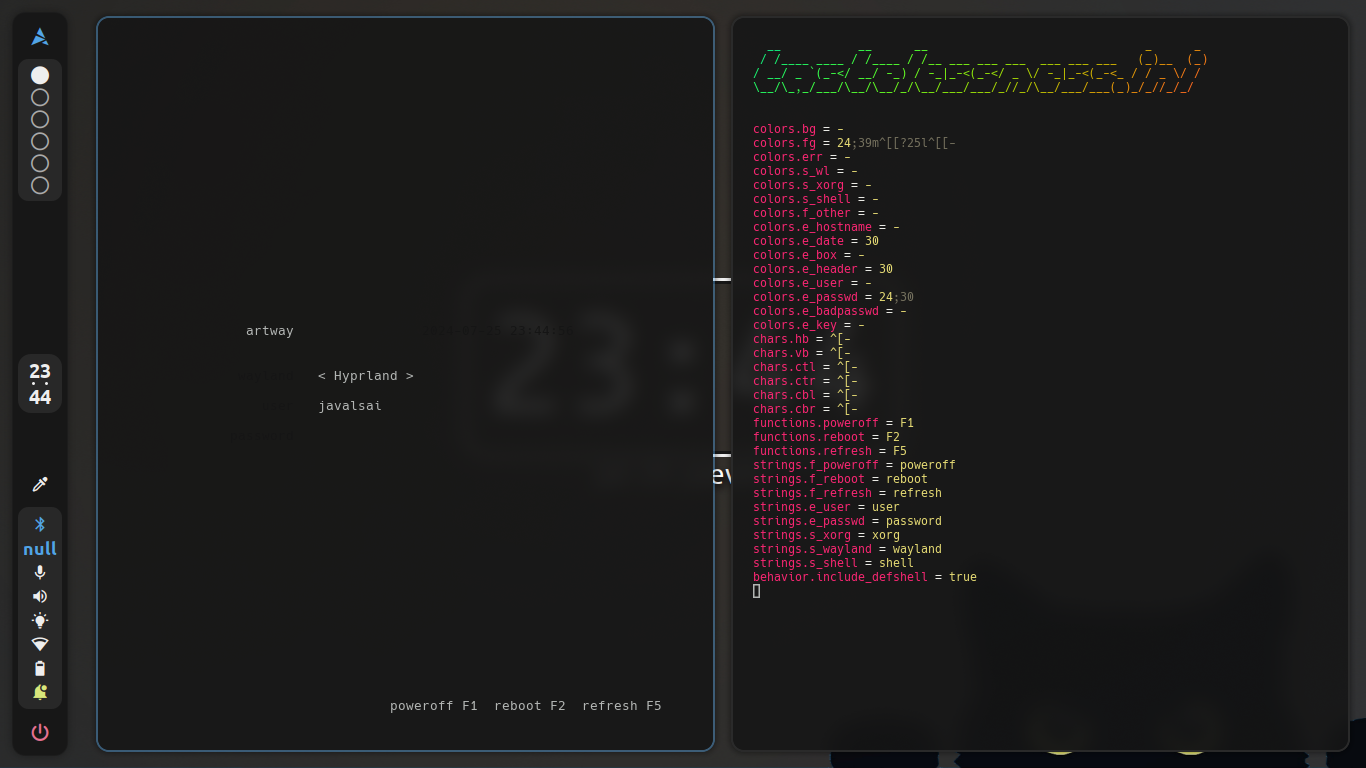 23
44
null
artway
< Hyprland >
javalsai
poweroff F1 reboot F2 refresh F5
23:
ev
colors.bg = -
colors.fg = 24;39m^[[?25l^[[-
colors.err = -
colors.s_wl = -
colors.s_xorg = -
colors.s_shell = -
colors.f_other = -
colors.e_hostname = -
colors.e_date = 30
colors.e_box = -
colors.e_header = 30
colors.e_user = -
colors.e_passwd = 24;30
colors.e_badpasswd = -
colors.e_key = -
chars.hb = ^[-
chars.vb = ^[-
chars.ctl = ^[-
chars.ctr = ^[-
chars.cbl = ^[-
chars.cbr = ^[-
functions.poweroff = F1
functions.reboot = F2
functions.refresh = F5
strings.f_poweroff = poweroff
strings.f_reboot = reboot
strings.f_refresh = refresh
strings.e_user = user
strings.e_passwd = password
strings.s_xorg = xorg
strings.s_wayland = wayland
strings.s_shell = shell
behavior.include_defshell = true